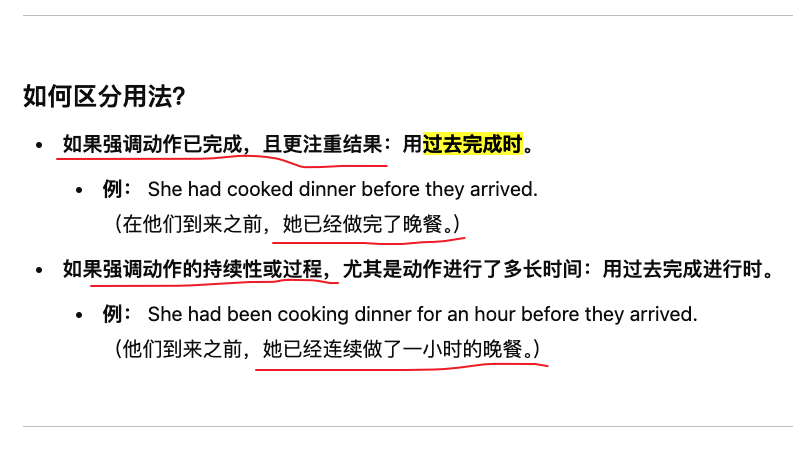 如何区分用法？
• 如果强调动作已完成，且更注重结果：用过去完成时。
• 例： She had cooked dinner before they arrived.
（在他们到来之前，她已经做完了晚餐。）
• 如果强调动作的持续性或过程，尤其是动作进行了多长时间：用过去完成进行时。
• 例： She had been cooking dinner for an hour before they arrived.
（他们到来之前，她已经连续做了一小时的晚餐。）